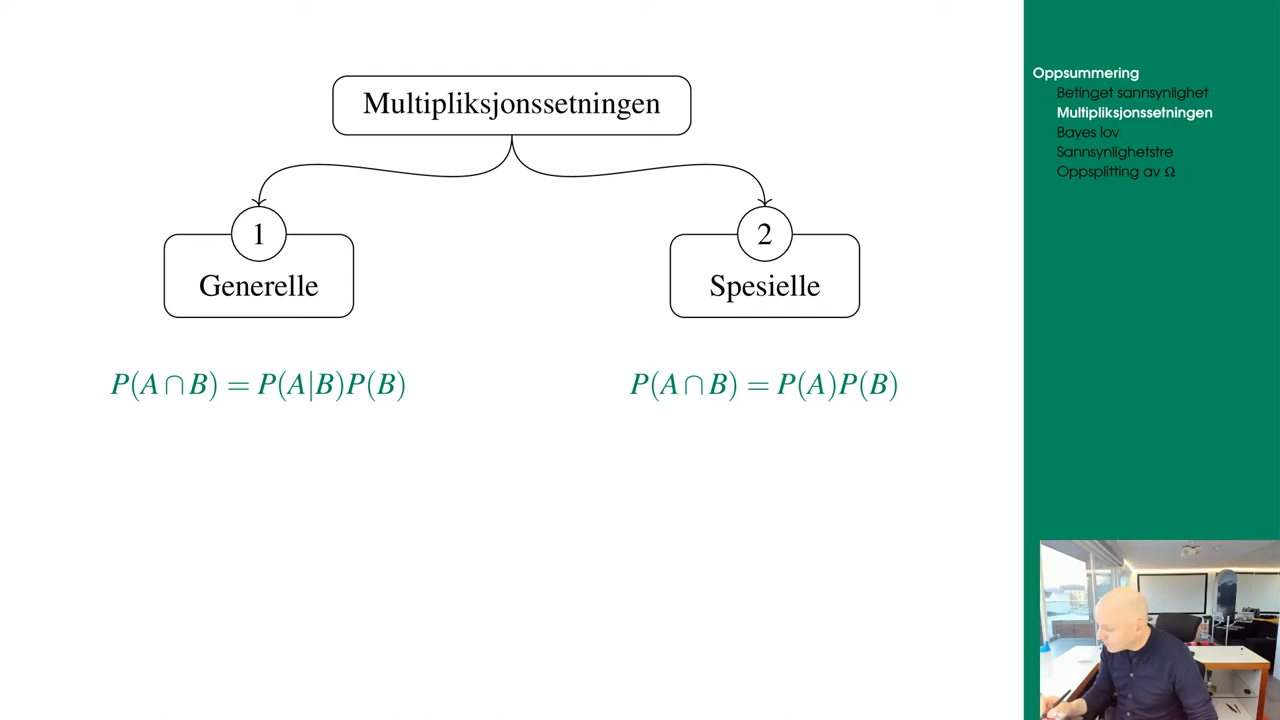 Multipliksjonssetningen
1
Generelle
2
Spesielle
P(A ∩ B) = P(A|B)P(B)
P(A ∩ B) = P(A)P(B)
Oppsummering
Betinget sannsynlighet
Multipliksjonssetningen
Bayes lov
Sannsynlighetstre
Oppsplitting av Ω